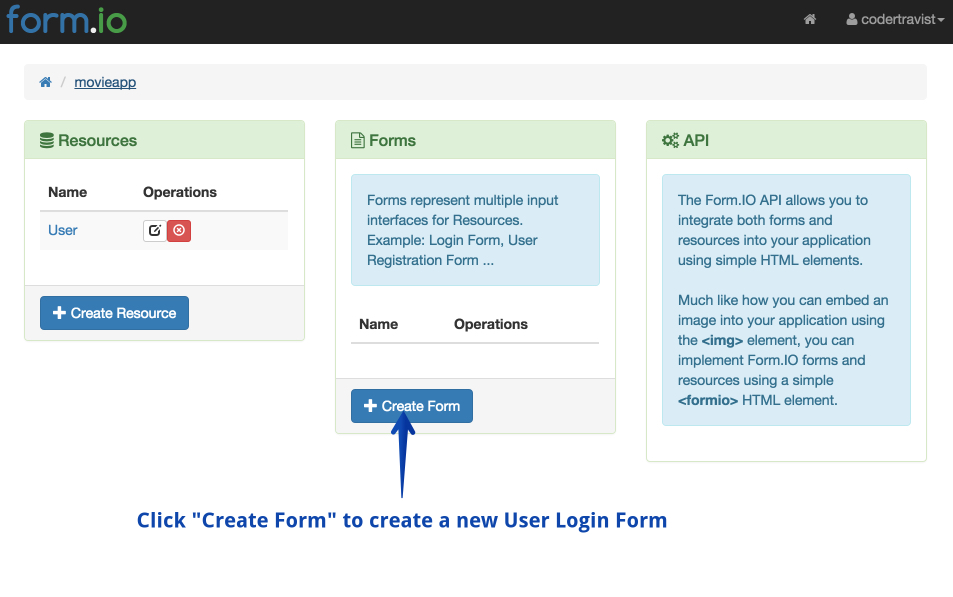 form.io
codertravist
/ movieapp
Resources
Name Operations
User
Create Resource
Forms
Forms represent multiple input
interfaces for Resources.
Example: Login Form, User
Registration Form ...
Name Operations
Create Form
API
The Form.IO API allows you to
integrate both forms and
resources into your application
using simple HTML elements.
Much like how you can embed an
image into your application using
the <img> element, you can
implement Form.IO forms and
resources using a simple
<formio> HTML element.
Click "Create Form" to create a new User Login Form